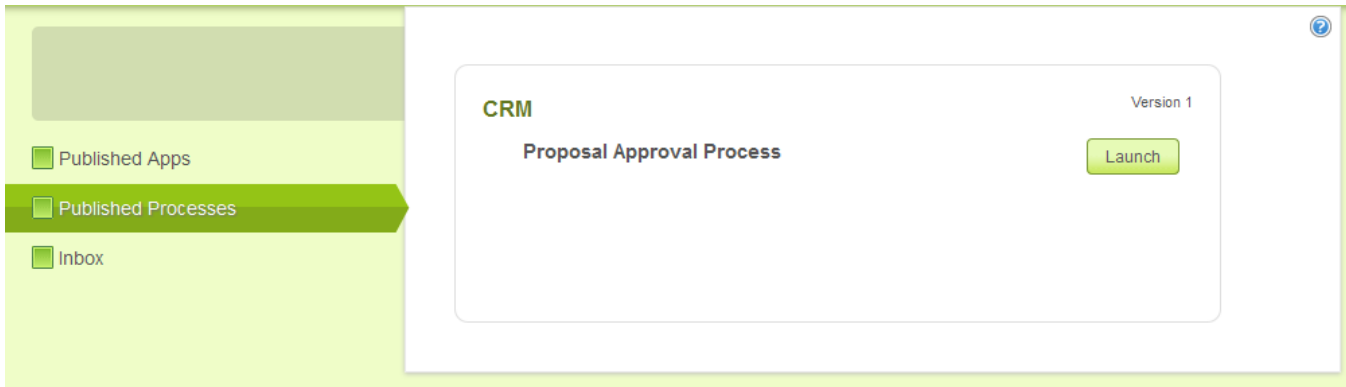 Published Apps
Published Processes
Inbox
?
CRM
Version 1
Proposal Approval Process
Launch